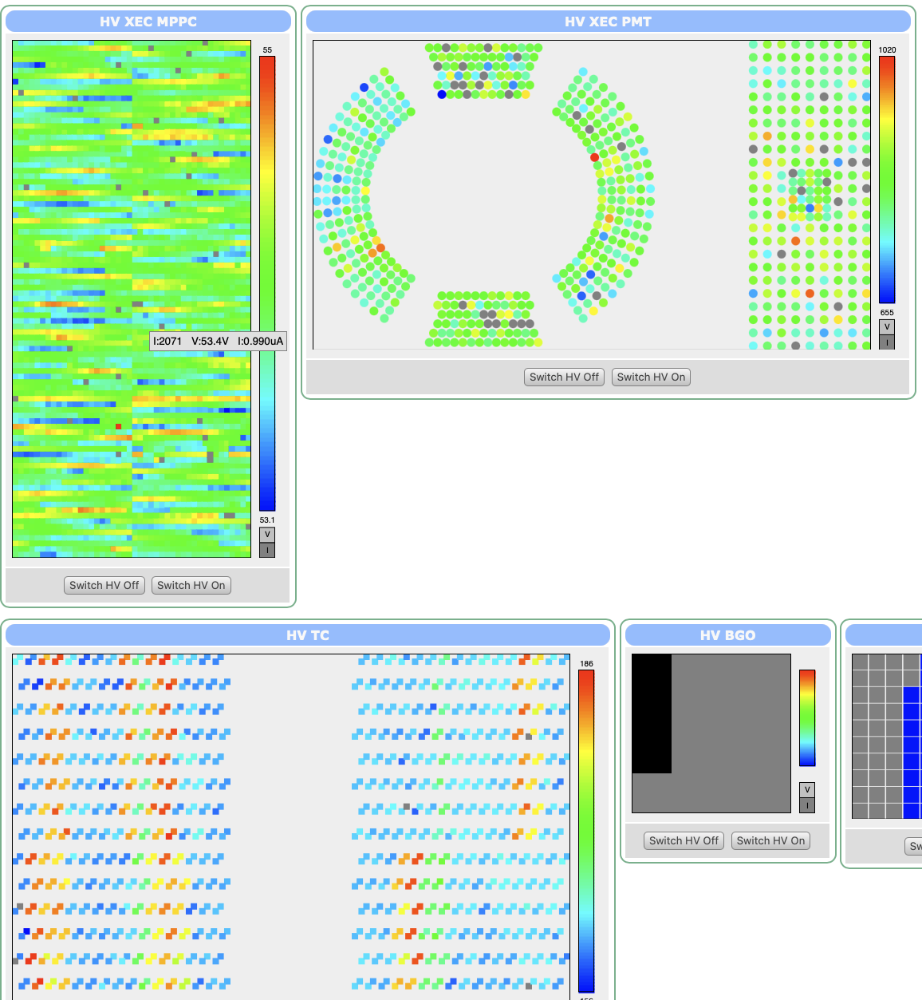 HV XEC MPPC
55
I:2071 V:53.4V I:0.990uA
53.1
V
I
Switch HV Off Switch HV On
HV XEC PMT
1020
655
V
I
Switch HV Off Switch HV On
HV TC
186
HV BGO
V
I
Switch HV Off Switch HV On
Sw